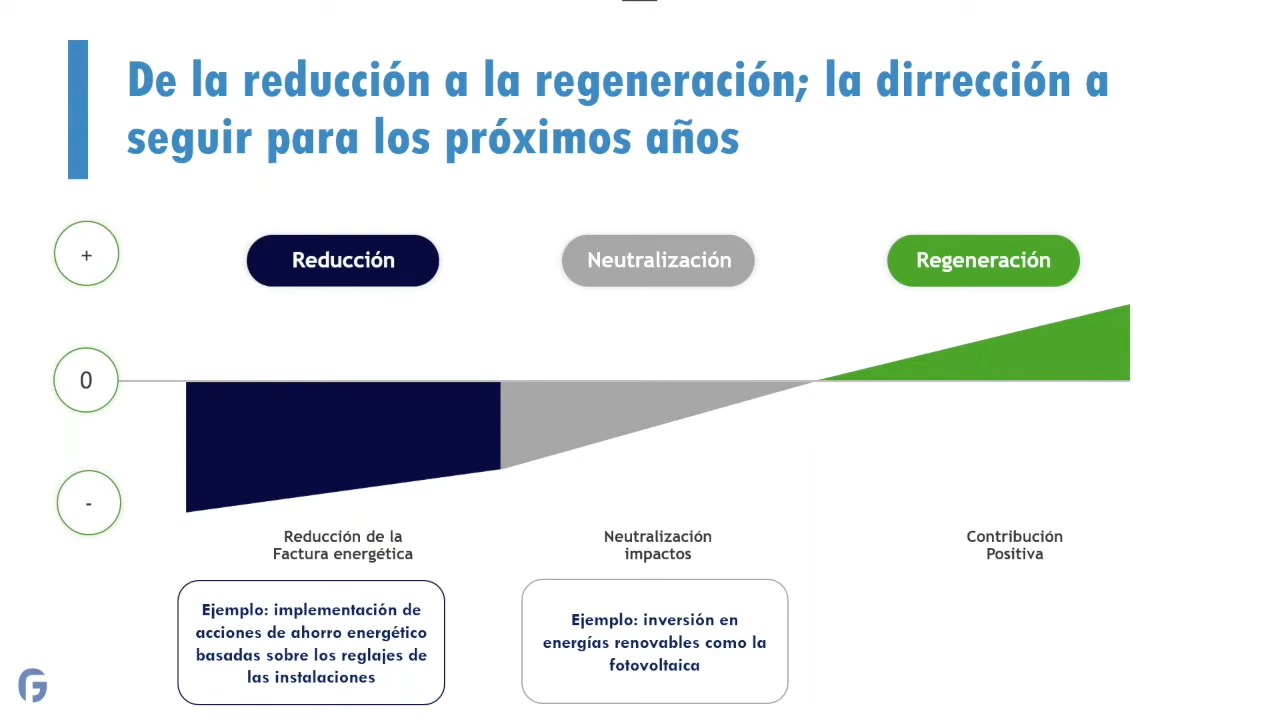 De la reducción a la regeneración; la dirrección a
seguir para los próximos años
+
Reducción
Neutralización
Regeneración
0
-
Reducción de la
Factura energética
Neutralización
impactos
Contribución
Positiva
Ejemplo: implementación de
acciones de ahorro energético
basadas sobre los reglajes de
las instalaciones
Ejemplo: inversión en
energías renovables como la
fotovoltaica